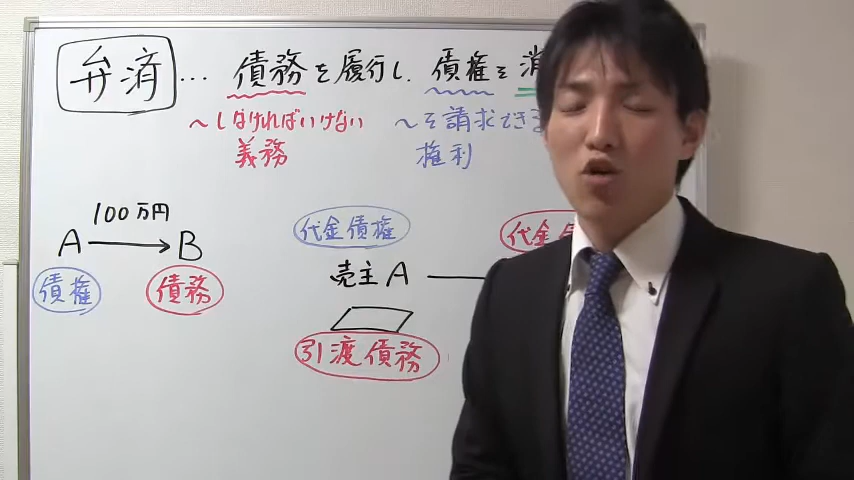 弁済 … 債務を履行し、債権を消
～しなければいけない義務
～を請求でき 権利
100万円
A → B
債権 債務
代金債権 代金
売主A
引渡債務